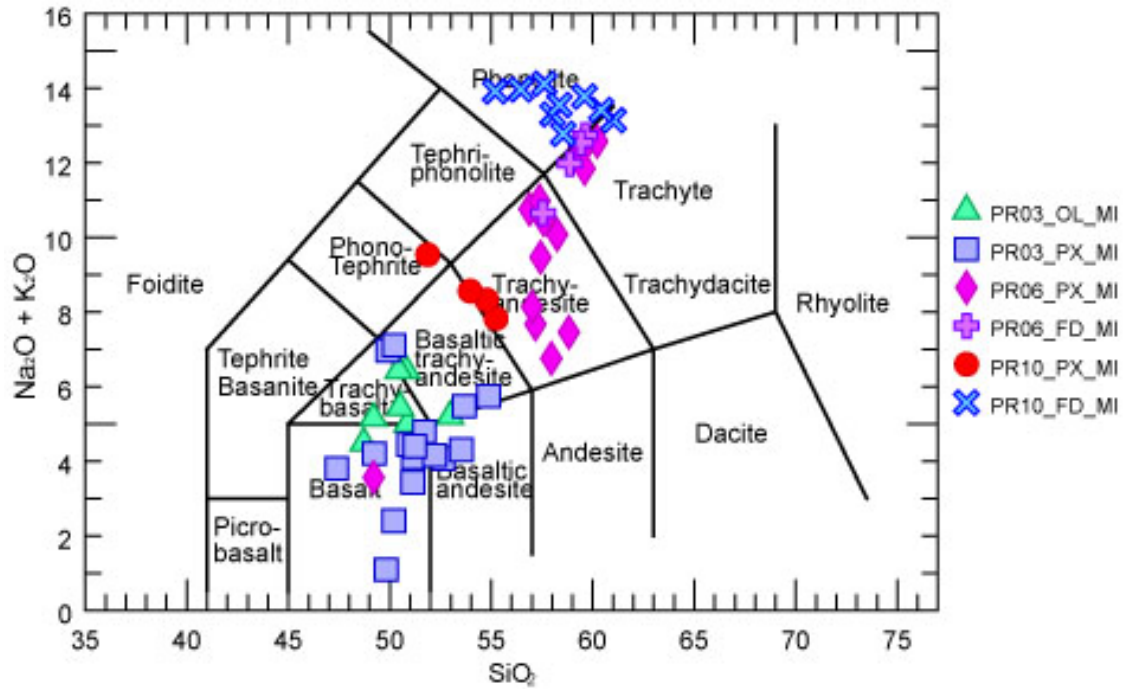 16
14
12
10
8
6
4
2
0
Na₂O + K₂O
35
40
45
50
55
60
65
70
75
SiO₂
Phonolite
Tephri-
phonolite
Trachyte
Phono-
Tephrite
Foidite
Trachy-
andesite
Trachydacite
Rhyolite
Basaltic
trachy-
andesite
Tephrite
Basanite
Trachy-
basalt
Basalt
Basaltic
andesite
Andesite
Dacite
Picro-
basalt
PR03_OL_MI
PR03_PX_MI
PR06_PX_MI
PR06_FD_MI
PR10_PX_MI
PR10_FD_MI